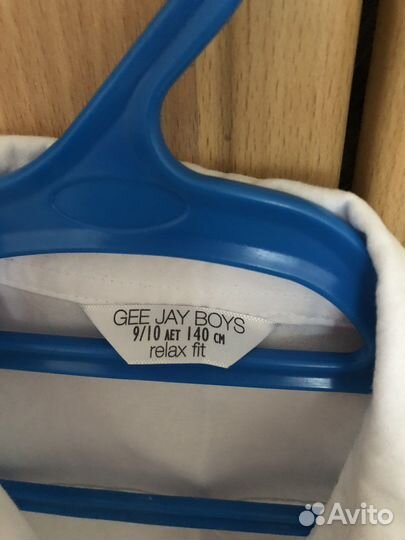 GEE JAY BOYS
9/10 ЛЕТ 140 СМ
relax fit
Avito